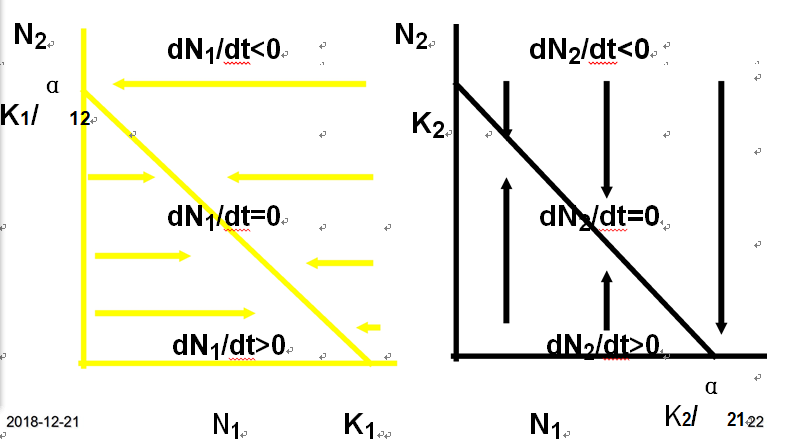 N2
dN1/dt<0
α
K1/ 12
dN1/dt=0
dN1/dt>0
2018-12-21
N1
K1
N2
dN2/dt<0
K2
dN2/dt=0
dN2/dt>0
α
K2/ 21
N1
22